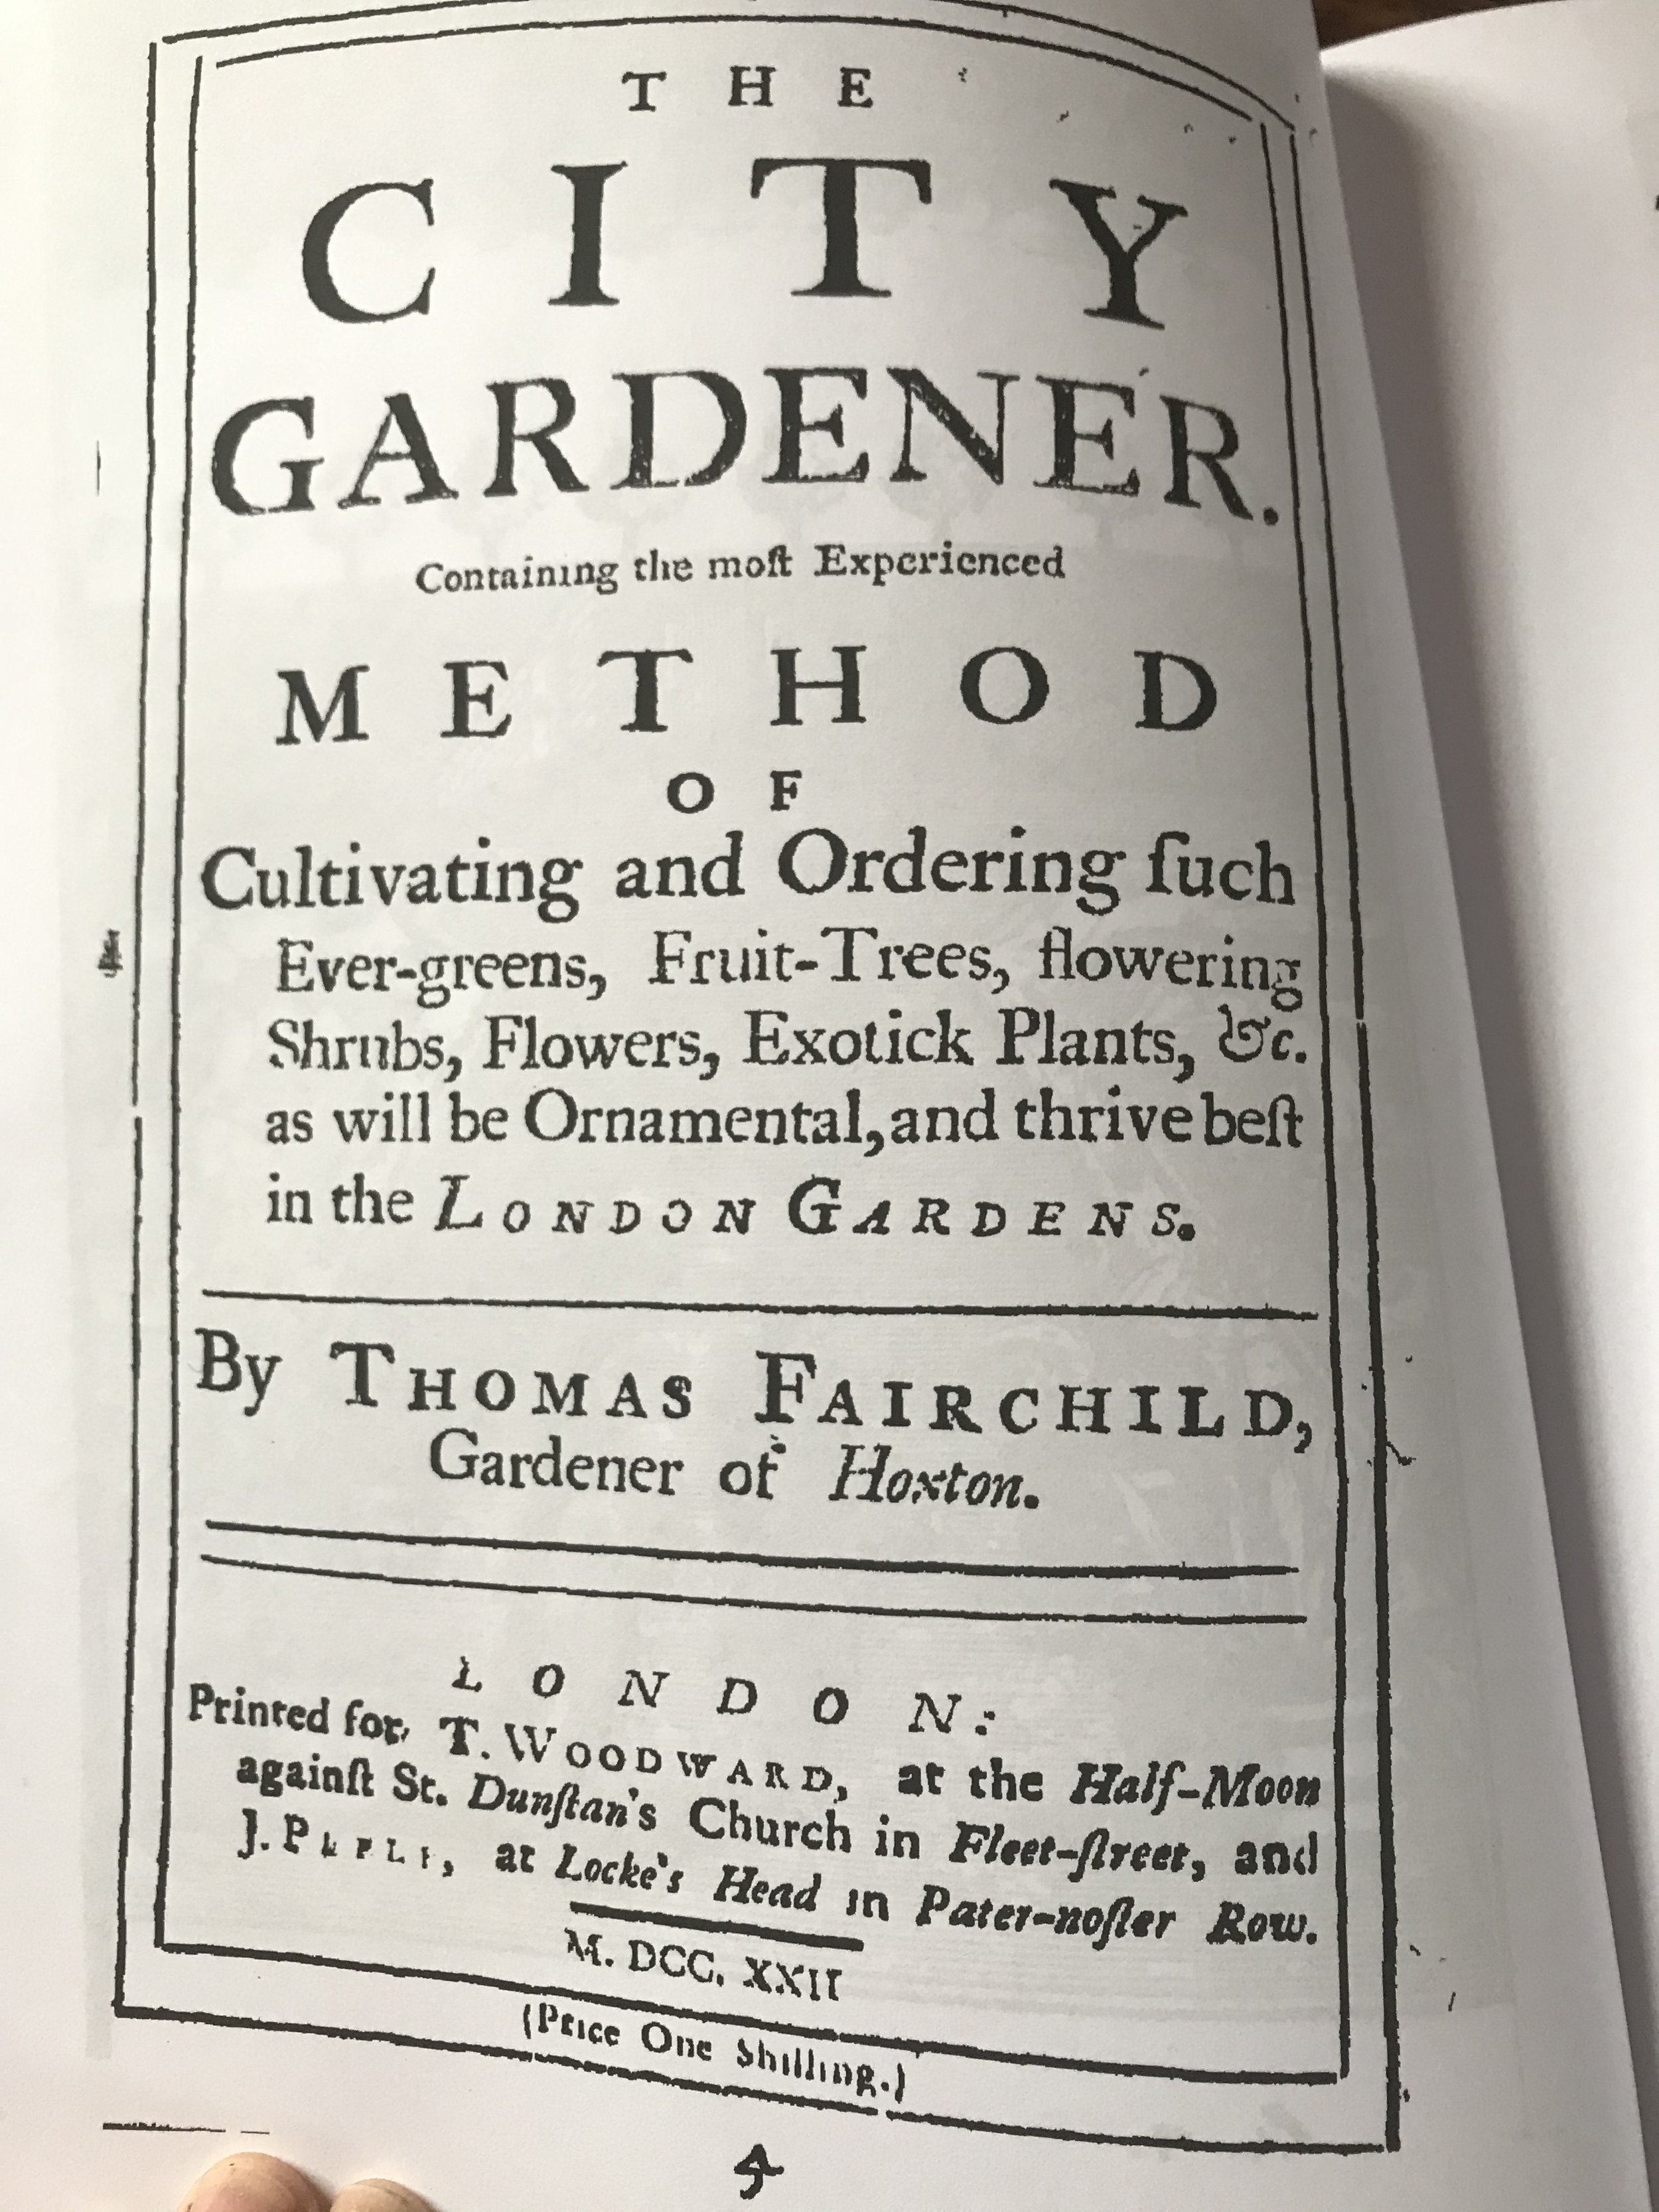 THE
CITY
GARDENER.
Containing the moſt Experienced
METHOD
OF
Cultivating and Ordering ſuch
Ever-greens, Fruit-Trees, flowering
Shrubs, Flowers, Exotick Plants, &c.
as will be Ornamental, and thrive beſt
in the LONDON GARDENS.
By THOMAS FAIRCHILD,
Gardener of Hoxton.
LONDON:
Printed for T. WOODWARD, at the Half-Moon
againſt St. Dunſtan's Church in Fleet-ſtreet, and
J. PEELE, at Locke's Head in Pater-noſter Row.
M. DCC. XXII
(Price One Shilling.)